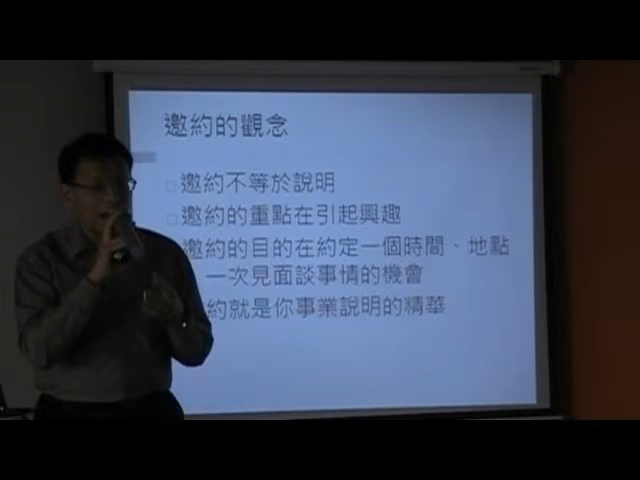 邀約的觀念
邀約不等於說明
邀約的重點在引起興趣
邀約的目的在約定一個時間、地點
一次見面談事情的機會
約就是你事業說明的精華